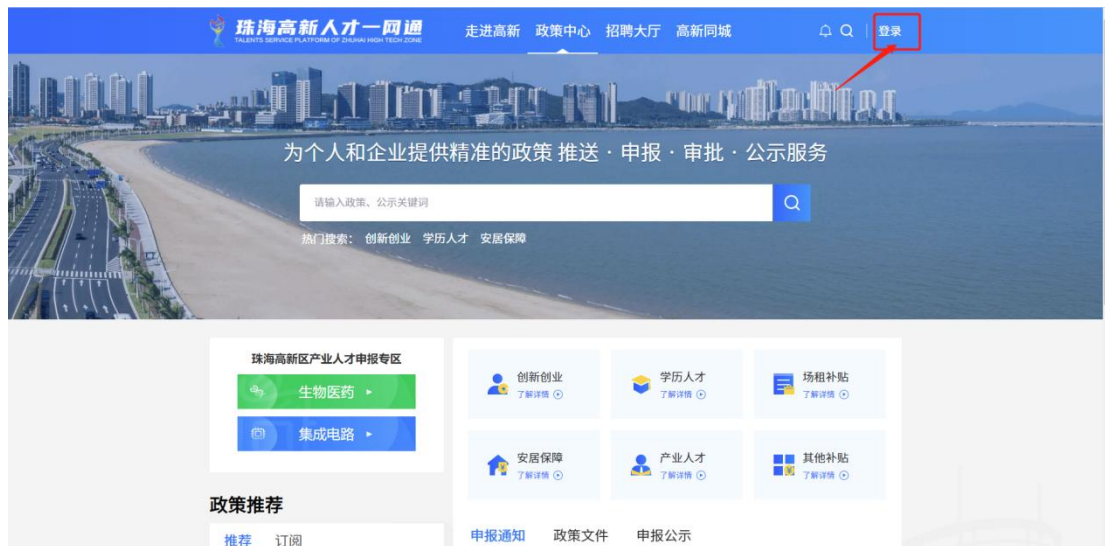 珠海高新人才一网通
TALENTS SERVICE PLATFORM OF ZHUHAI HIGH TECH ZONE
走进高新 政策中心 招聘大厅 高新同城 登录
为个人和企业提供精准的政策 推送 · 申报 · 审批 · 公示服务
请输入政策、公示关键词
热门搜索： 创新创业 学历人才 安居保障
珠海高新区产业人才申报专区
生物医药
集成电路
创新创业
了解详情
学历人才
了解详情
场租补贴
了解详情
安居保障
了解详情
产业人才
了解详情
其他补贴
了解详情
政策推荐
推荐 订阅
申报通知 政策文件 申报公示